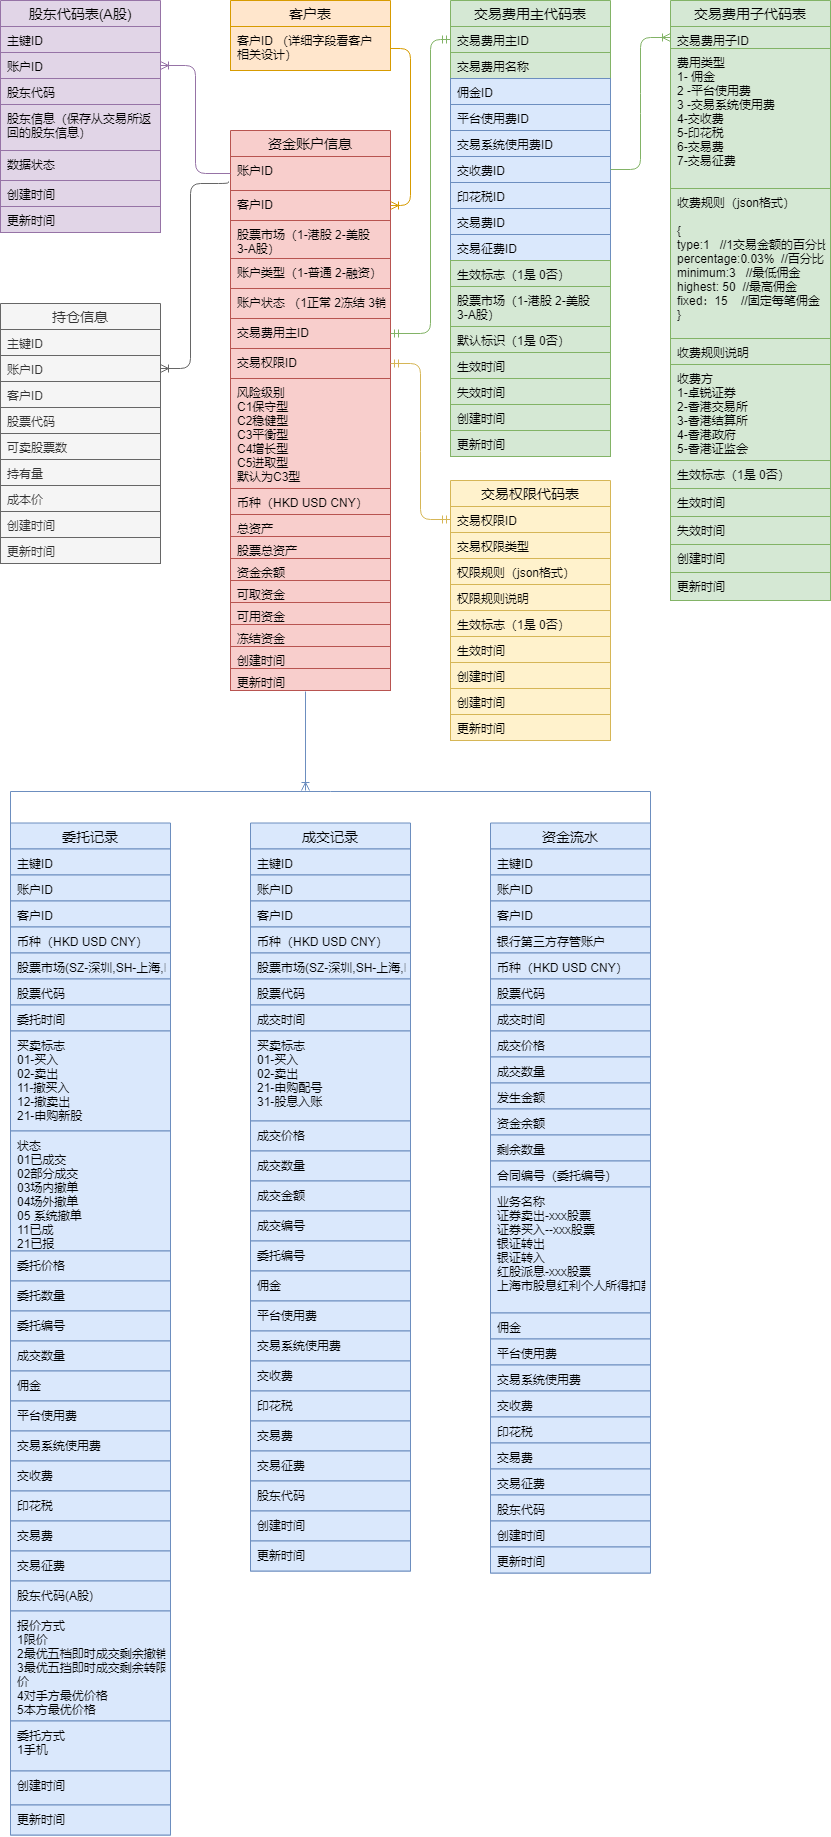 股东代码表(A股)
主键ID
账户ID
股东代码
股东信息（保存从交易所返
回的股东信息）
数据状态
创建时间
更新时间
客户表
客户ID （详细字段看客户
相关设计）
资金账户信息
账户ID
客户ID
股票市场（1-港股 2-美股
3-A股）
账户类型（1-普通 2-融资）
账户状态 （1正常 2冻结 3销
交易费用主ID
交易权限ID
风险级别
C1保守型
C2稳健型
C3平衡型
C4增长型
C5进取型
默认为C3型
币种（HKD USD CNY）
总资产
股票总资产
资金余额
可取资金
可用资金
冻结资金
创建时间
更新时间
持仓信息
主键ID
账户ID
客户ID
股票代码
可卖股票数
持有量
成本价
创建时间
更新时间
交易费用主代码表
交易费用主ID
交易费用名称
佣金ID
平台使用费ID
交易系统使用费ID
交收费ID
印花税ID
交易费ID
交易征费ID
生效标志（1是 0否）
股票市场（1-港股 2-美股
3-A股）
默认标识（1是 0否）
生效时间
失效时间
创建时间
更新时间
交易权限代码表
交易权限ID
交易权限类型
权限规则（json格式）
权限规则说明
生效标志（1是 0否）
生效时间
创建时间
创建时间
更新时间
交易费用子代码表
交易费用子ID
费用类型
1- 佣金
2 -平台使用费
3 -交易系统使用费
4-交收费
5-印花税
6-交易费
7-交易征费
收费规则（json格式）
{
type:1 //1交易金额的百分比
percentage:0.03% //百分比
minimum:3 //最低佣金
highest: 50 //最高佣金
fixed：15 //固定每笔佣金
}
收费规则说明
收费方
1-卓锐证券
2-香港交易所
3-香港结算所
4-香港政府
5-香港证监会
生效标志（1是 0否）
生效时间
失效时间
创建时间
更新时间
委托记录
主键ID
账户ID
客户ID
币种（HKD USD CNY）
股票市场(SZ-深圳,SH-上海,
股票代码
委托时间
买卖标志
01-买入
02-卖出
11-撤买入
12-撤卖出
21-申购新股
状态
01已成交
02部分成交
03场内撤单
04场外撤单
05 系统撤单
11已成
21已报
委托价格
委托数量
委托编号
成交数量
佣金
平台使用费
交易系统使用费
交收费
印花税
交易费
交易征费
股东代码(A股)
报价方式
1限价
2最优五档即时成交剩余撤销
3最优五挡即时成交剩余转限
价
4对手方最优价格
5本方最优价格
委托方式
1手机
创建时间
更新时间
成交记录
主键ID
账户ID
客户ID
币种（HKD USD CNY）
股票市场(SZ-深圳,SH-上海,
股票代码
成交时间
买卖标志
01-买入
02-卖出
21-申购配号
31-股息入账
成交价格
成交数量
成交金额
成交编号
委托编号
佣金
平台使用费
交易系统使用费
交收费
印花税
交易费
交易征费
股东代码
创建时间
更新时间
资金流水
主键ID
账户ID
客户ID
银行第三方存管账户
币种（HKD USD CNY）
股票代码
成交时间
成交价格
成交数量
发生金额
资金余额
剩余数量
合同编号（委托编号）
业务名称
证券卖出-xxx股票
证券买入--xxx股票
银证转出
银证转入
红股派息-xxx股票
上海市股息红利个人所得扣
佣金
平台使用费
交易系统使用费
交收费
印花税
交易费
交易征费
股东代码
创建时间
更新时间